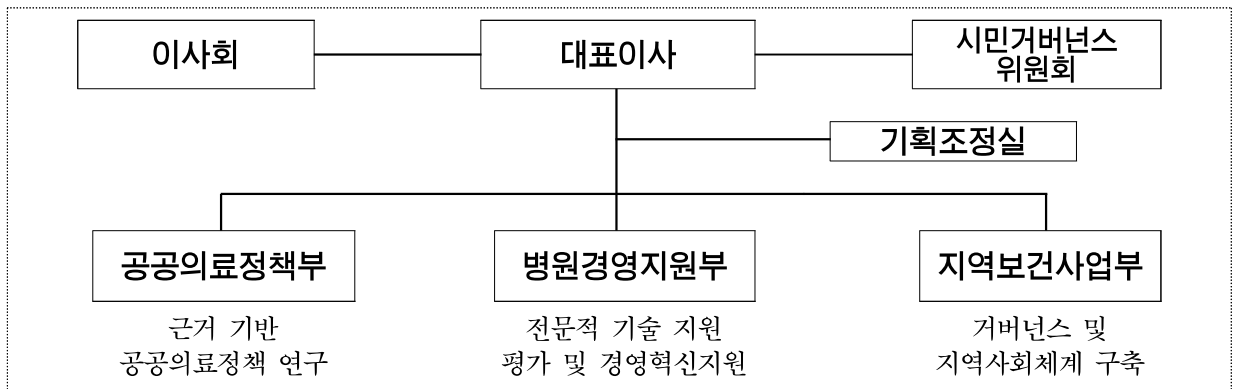 이사회
대표이사
시민거버넌스
위원회
기획조정실
공공의료정책부
병원경영지원부
지역보건사업부
근거 기반
공공의료정책 연구
전문적 기술 지원
평가 및 경영혁신지원
거버넌스 및
지역사회체계 구축